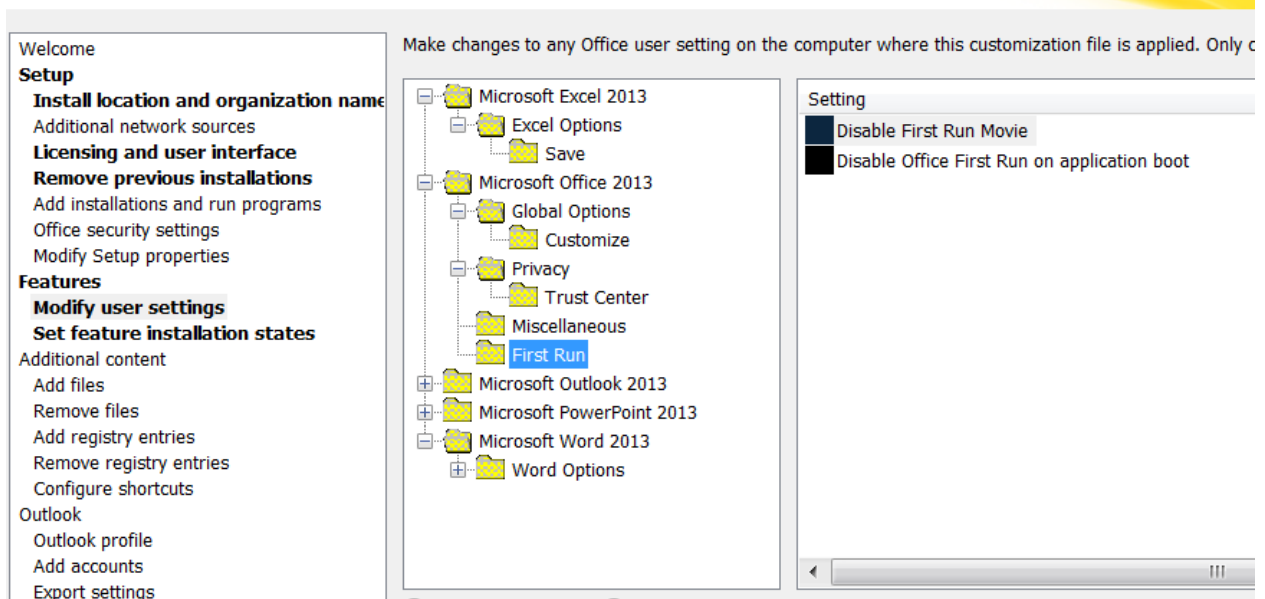 Make changes to any Office user setting on the computer where this customization file is applied. Only
Welcome
Setup
Install location and organization name
Additional network sources
Licensing and user interface
Remove previous installations
Add installations and run programs
Office security settings
Modify Setup properties
Features
Modify user settings
Set feature installation states
Additional content
Add files
Remove files
Add registry entries
Remove registry entries
Configure shortcuts
Outlook
Outlook profile
Add accounts
Export settings
Microsoft Excel 2013
Excel Options
Save
Microsoft Office 2013
Global Options
Customize
Privacy
Trust Center
Miscellaneous
First Run
Microsoft Outlook 2013
Microsoft PowerPoint 2013
Microsoft Word 2013
Word Options
Setting
Disable First Run Movie
Disable Office First Run on application boot